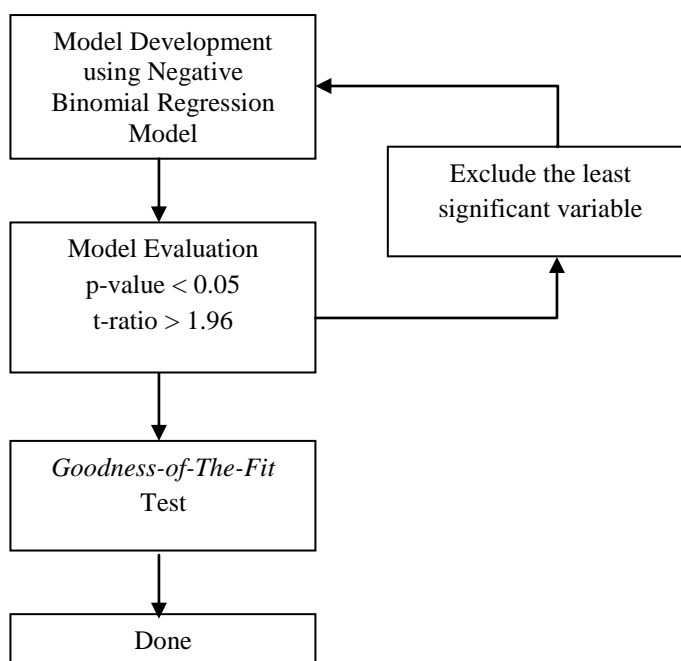 Model Development
using Negative
Binomial Regression
Model
Exclude the least
significant variable
Model Evaluation
p-value < 0.05
t-ratio > 1.96
Goodness-of-The-Fit
Test
Done